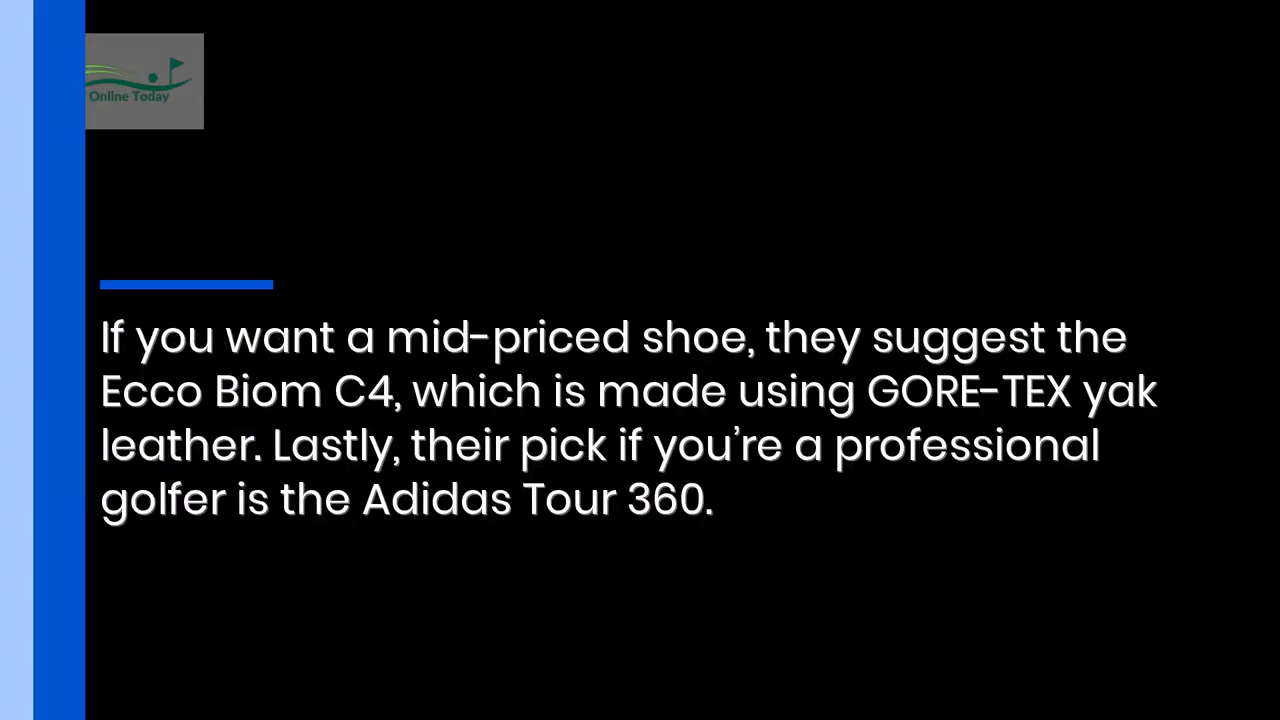 Online Today
If you want a mid-priced shoe, they suggest the
Ecco Biom C4, which is made using GORE-TEX yak
leather. Lastly, their pick if you’re a professional
golfer is the Adidas Tour 360.